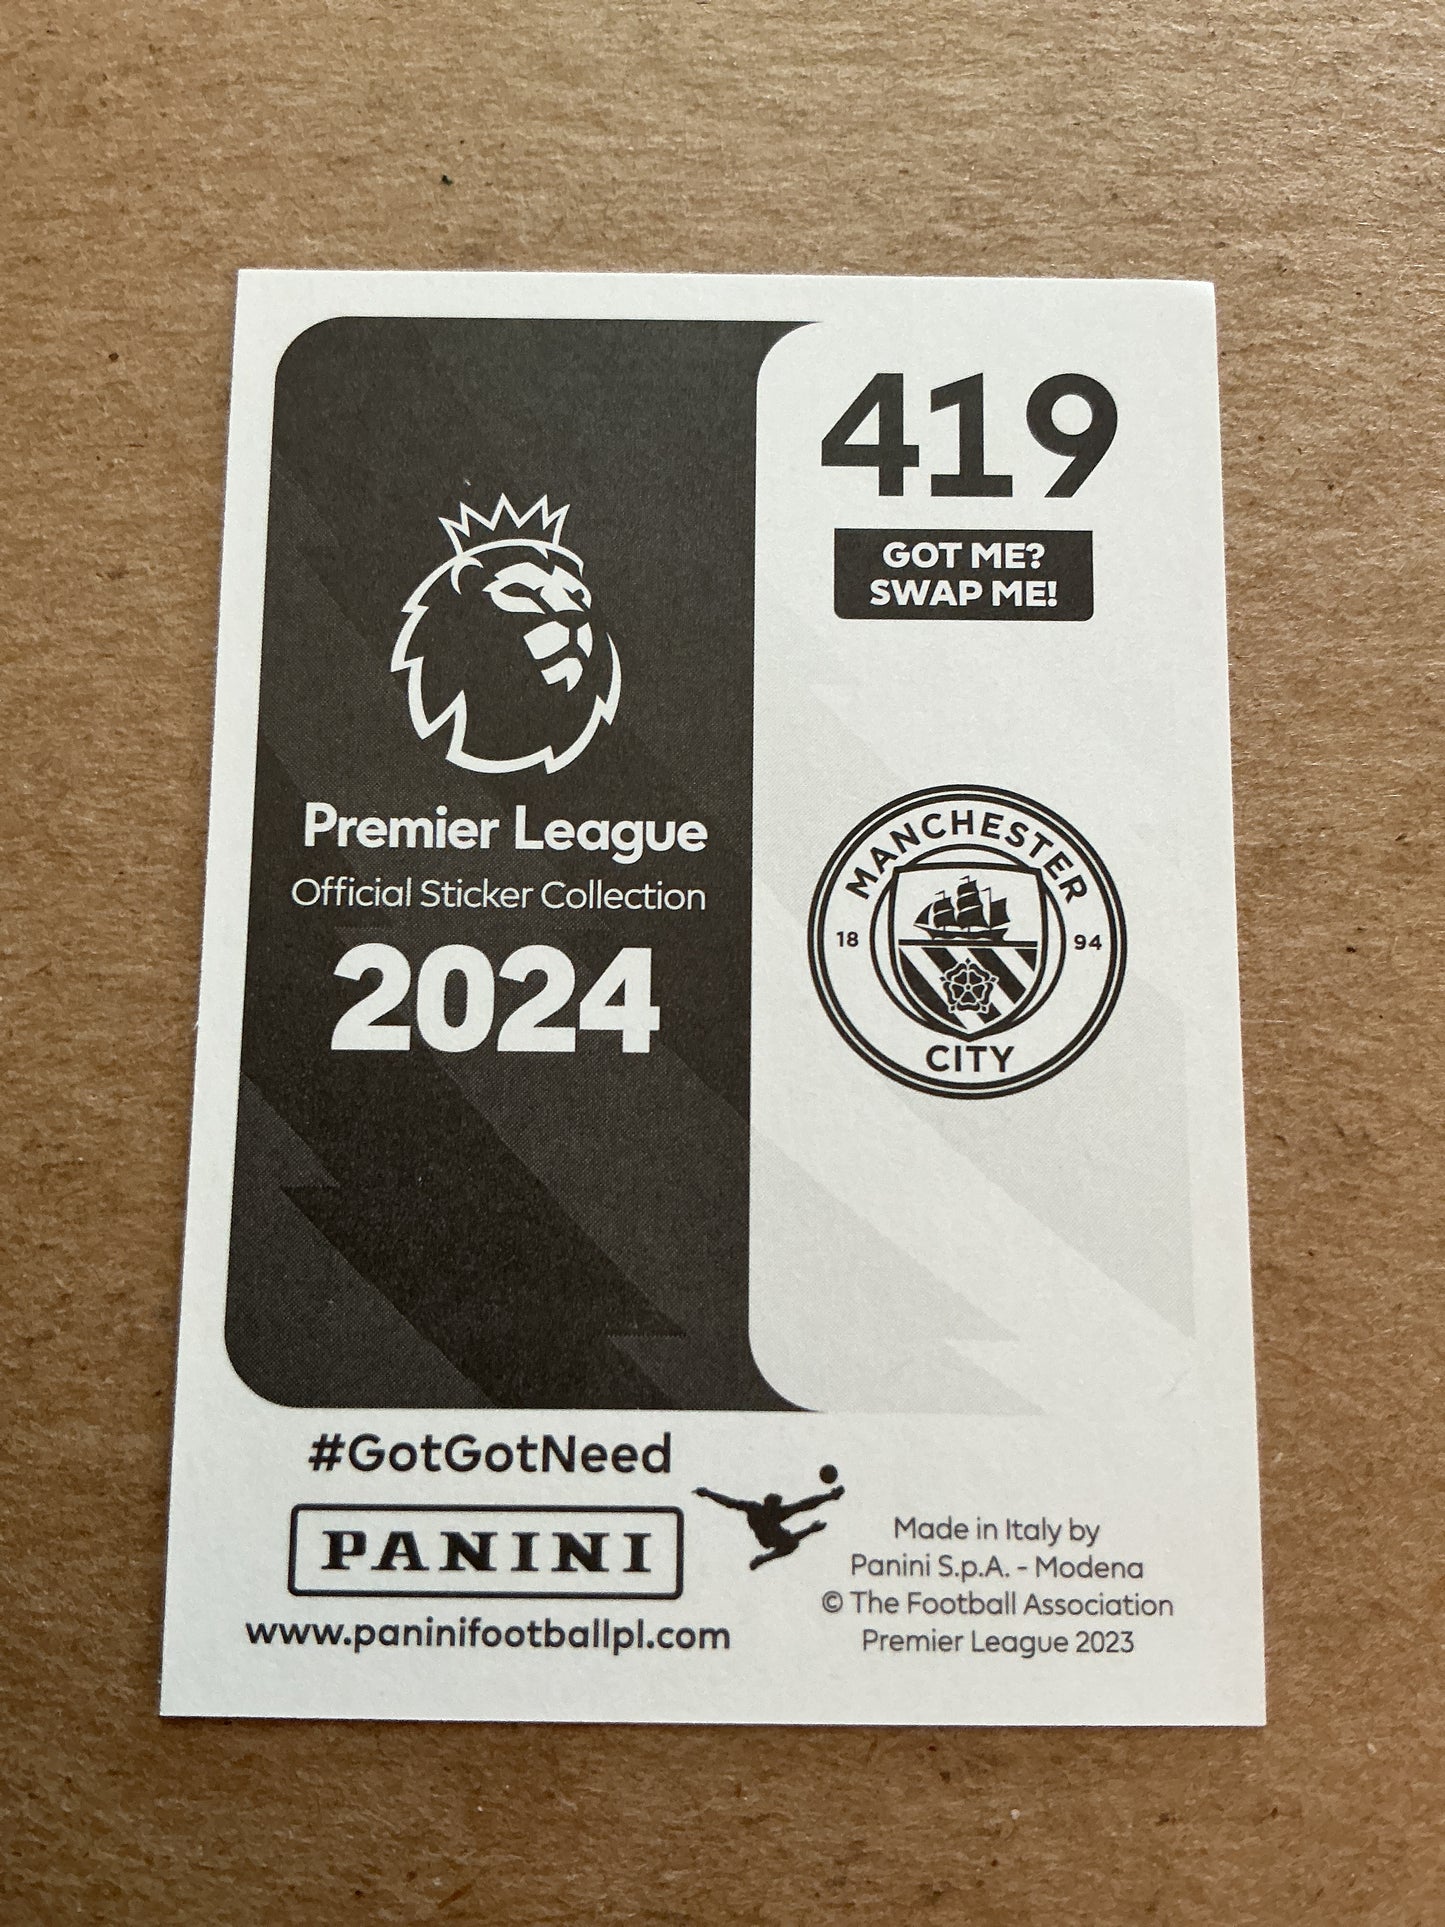 419
GOT ME?
SWAP ME!
Premier League
Official Sticker Collection
2024
MANCHESTER
18 94
CITY
#GotGotNeed
PANINI
www.paninifootballpl.com
Made in Italy by
Panini S.p.A. - Modena
© The Football Association
Premier League 2023